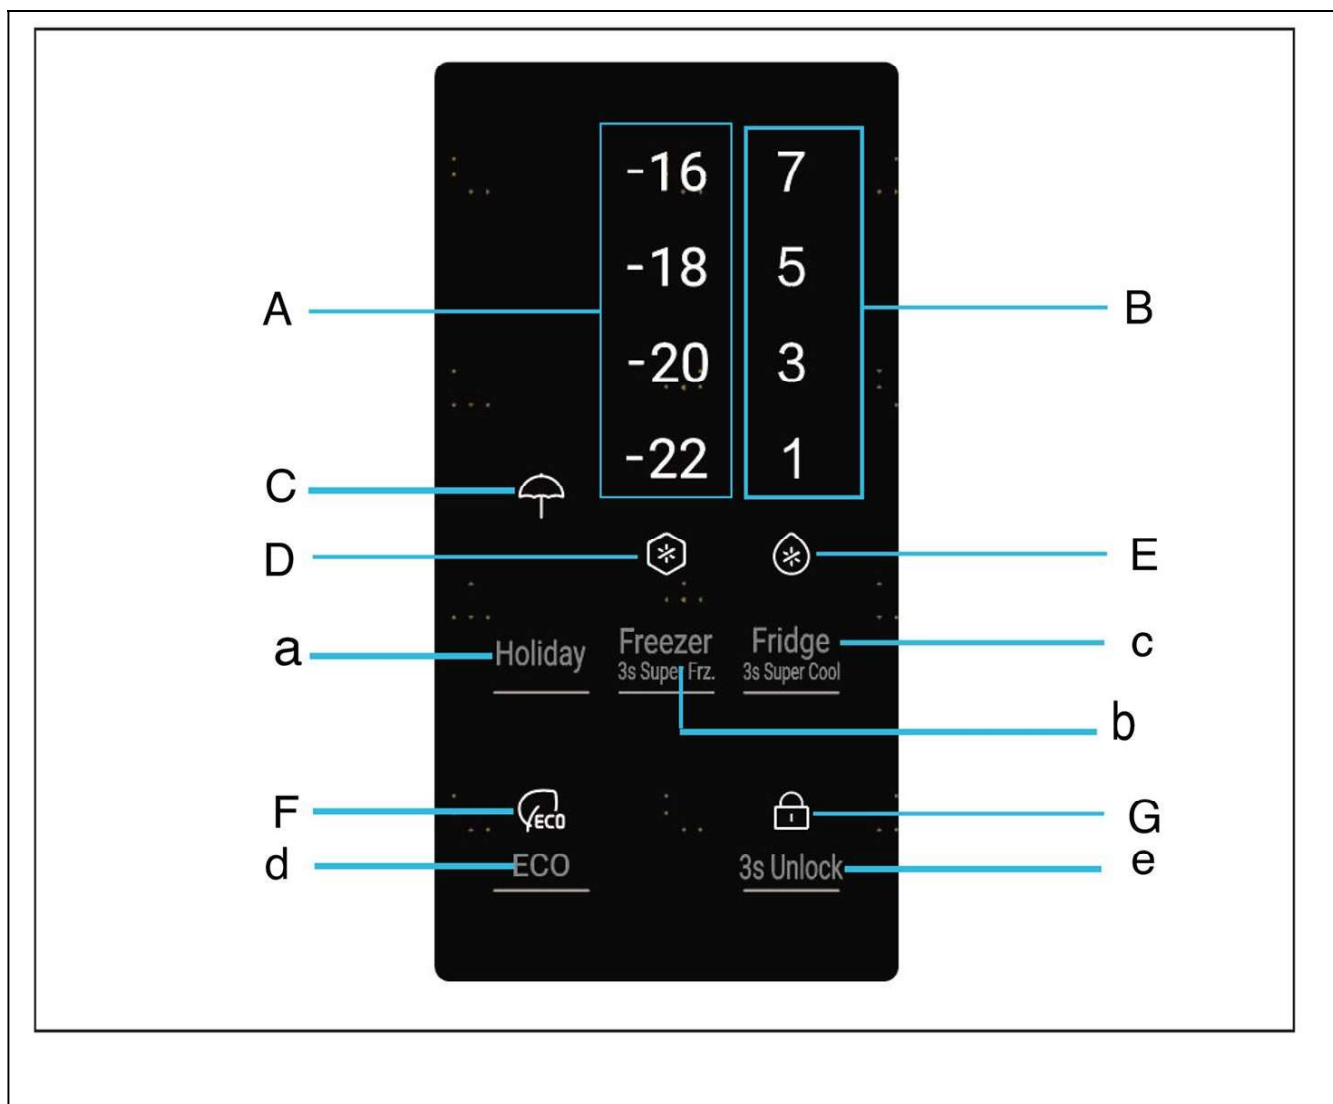 -16 7
-18 5
A B
-20 3
-22 1
C
D E
a Holiday Freezer Fridge c
3s Super Frz. 3s Super Cool
b
F ECO G
d ECO 3s Unlock e